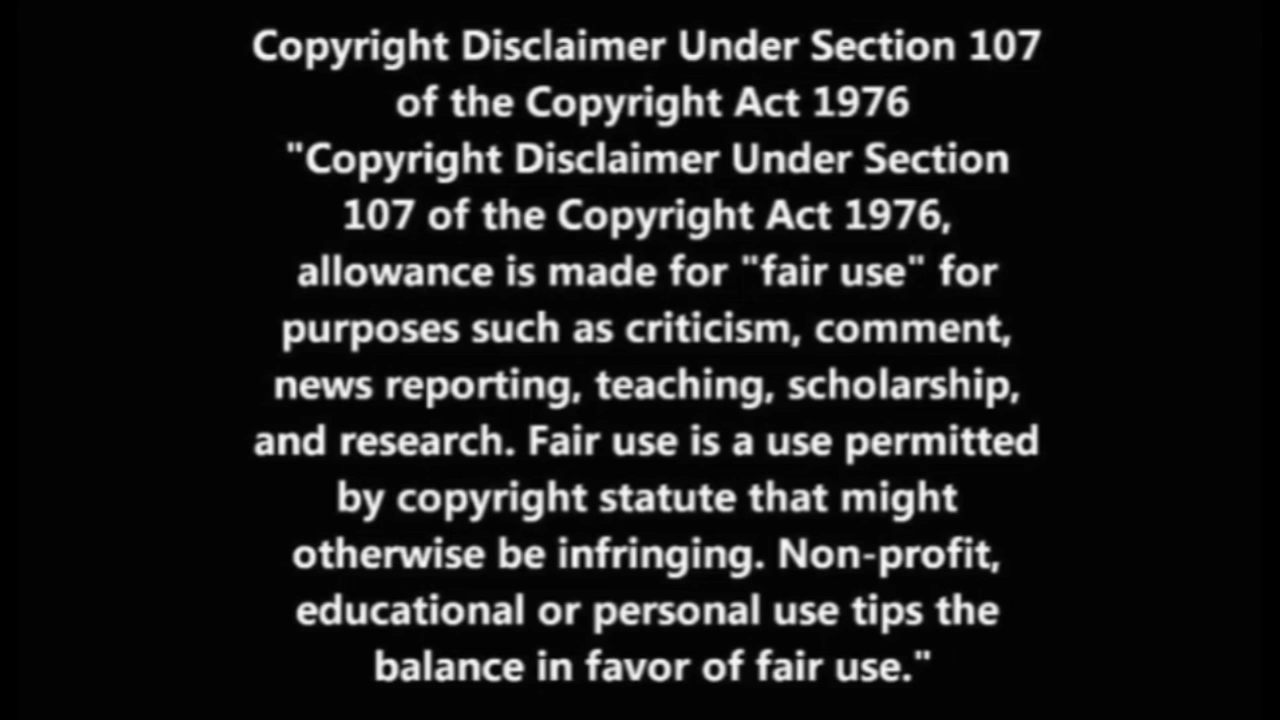 Copyright Disclaimer Under Section 107
of the Copyright Act 1976
"Copyright Disclaimer Under Section
107 of the Copyright Act 1976,
allowance is made for "fair use" for
purposes such as criticism, comment,
news reporting, teaching, scholarship,
and research. Fair use is a use permitted
by copyright statute that might
otherwise be infringing. Non-profit,
educational or personal use tips the
balance in favor of fair use."